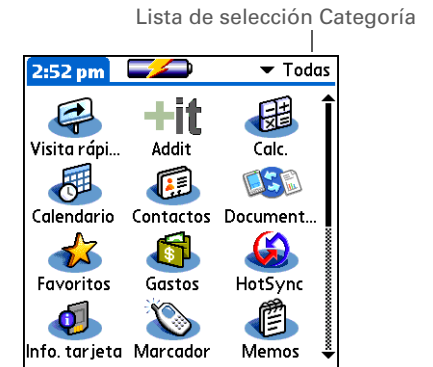 Lista de selección Categoría
2:52 pm Todas
+it
Visita rápi... Addit Calc.
Calendario Contactos Document...
Favoritos Gastos HotSync
Info. tarjeta Marcador Memos